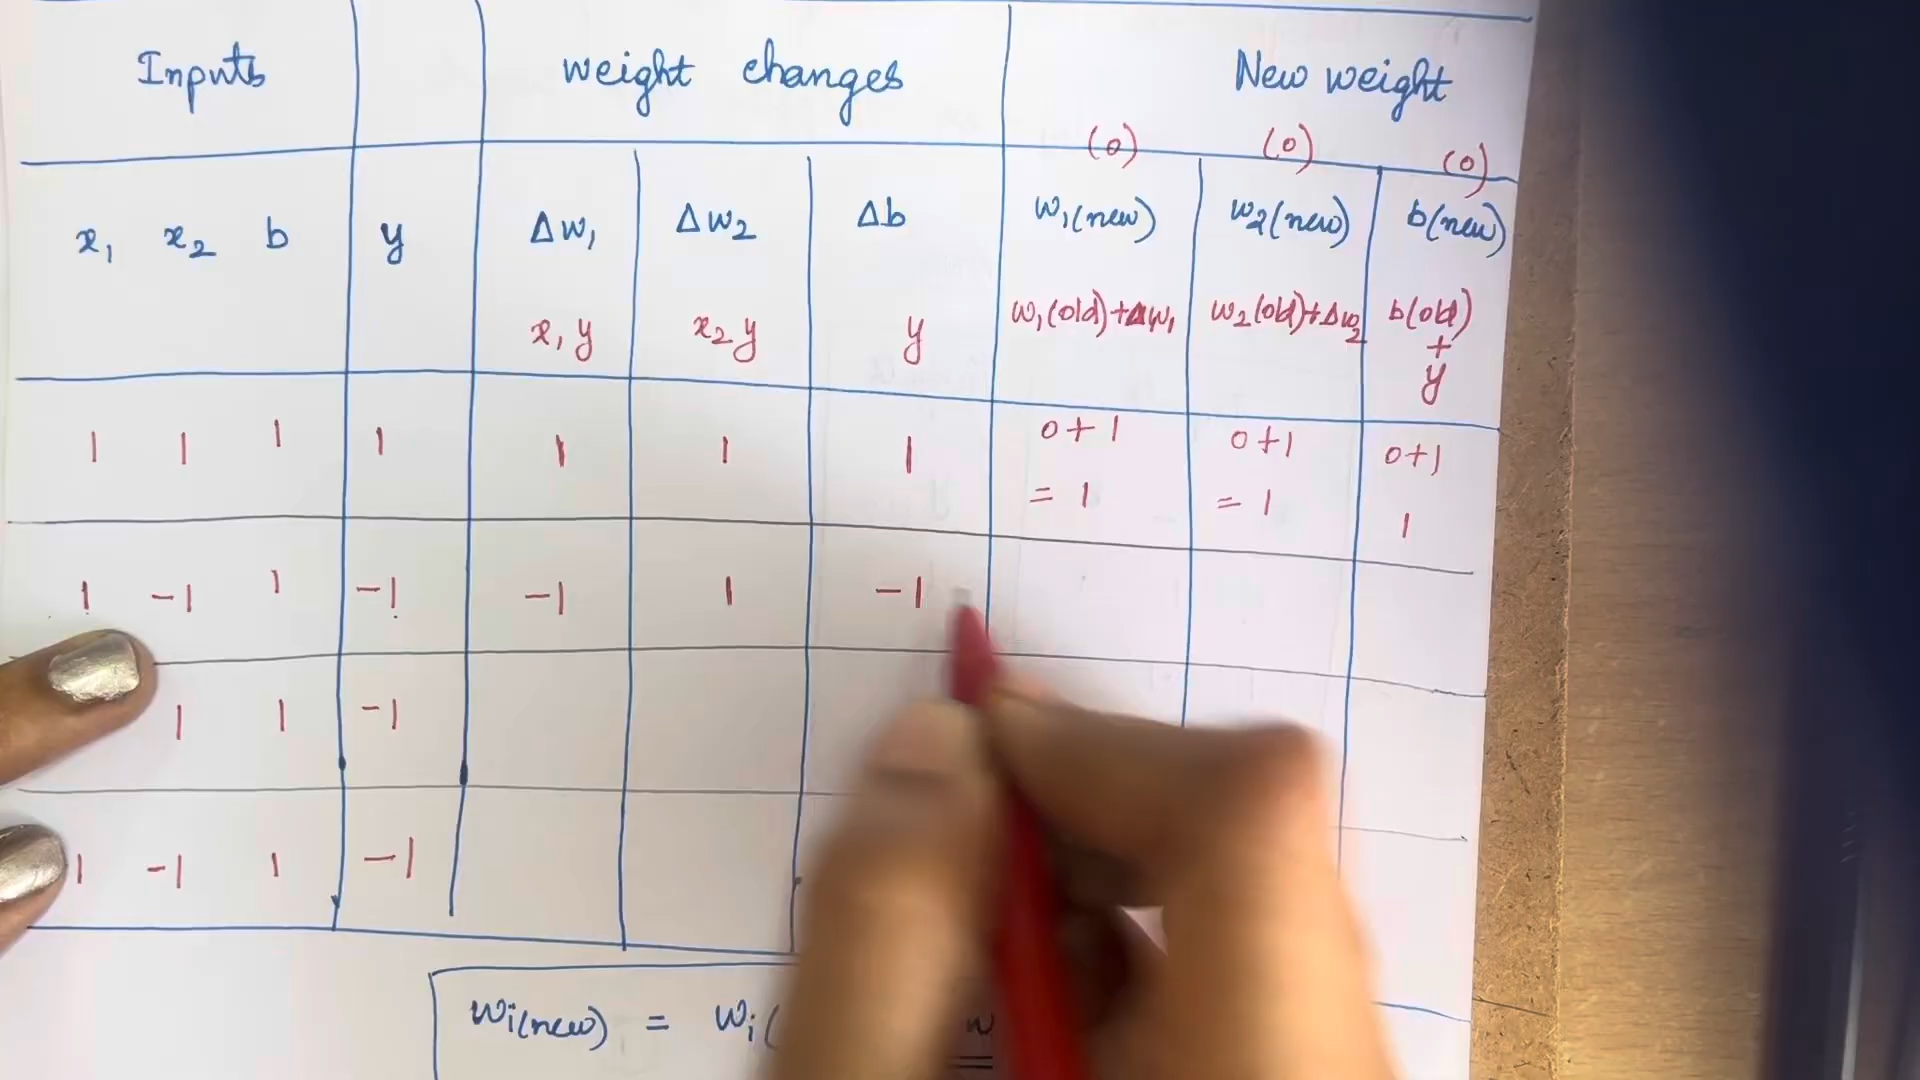 Inputs weight changes New weight
(0) (0) (0)
x₁ x₂ b y Δw₁ Δw₂ Δb w₁(new) w₂(new) b(new)
x₁y x₂y y w₁(old)+Δw₁ w₂(old)+Δw₂ b(old)
+
y
1 1 1 1 1 1 1 0+1 0+1 0+1
= 1 = 1 1
1 -1 1 -1 -1 1 -1
1 1 -1
1 -1 1 -1
wi(new) = wi( w